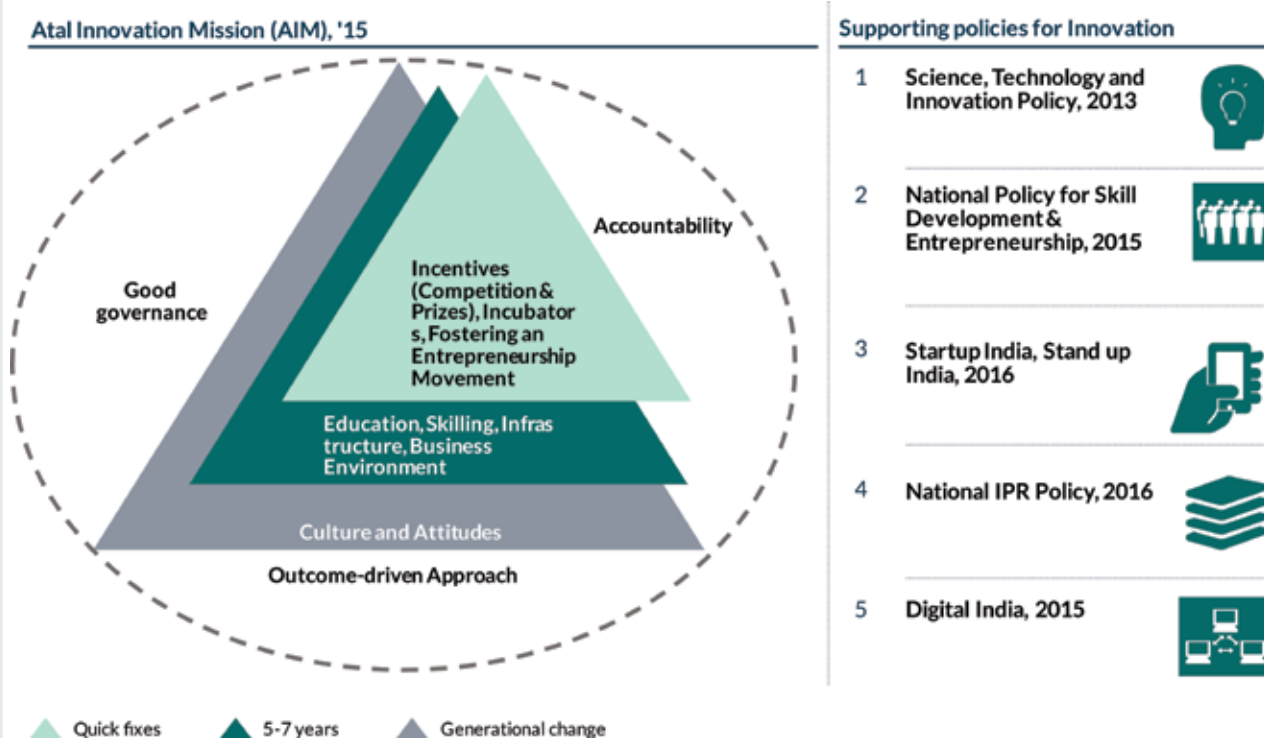 Atal Innovation Mission (AIM), '15
Accountability
Good
governance
Incentives
(Competition &
Prizes), Incubator
s, Fostering an
Entrepreneurship
Movement
Education, Skilling, Infras
tructure, Business
Environment
Culture and Attitudes
Outcome-driven Approach
Quick fixes
5-7 years
Generational change
Supporting policies for Innovation
1
Science, Technology and
Innovation Policy, 2013
2
National Policy for Skill
Development &
Entrepreneurship, 2015
3
Startup India, Stand up
India, 2016
4
National IPR Policy, 2016
5
Digital India, 2015